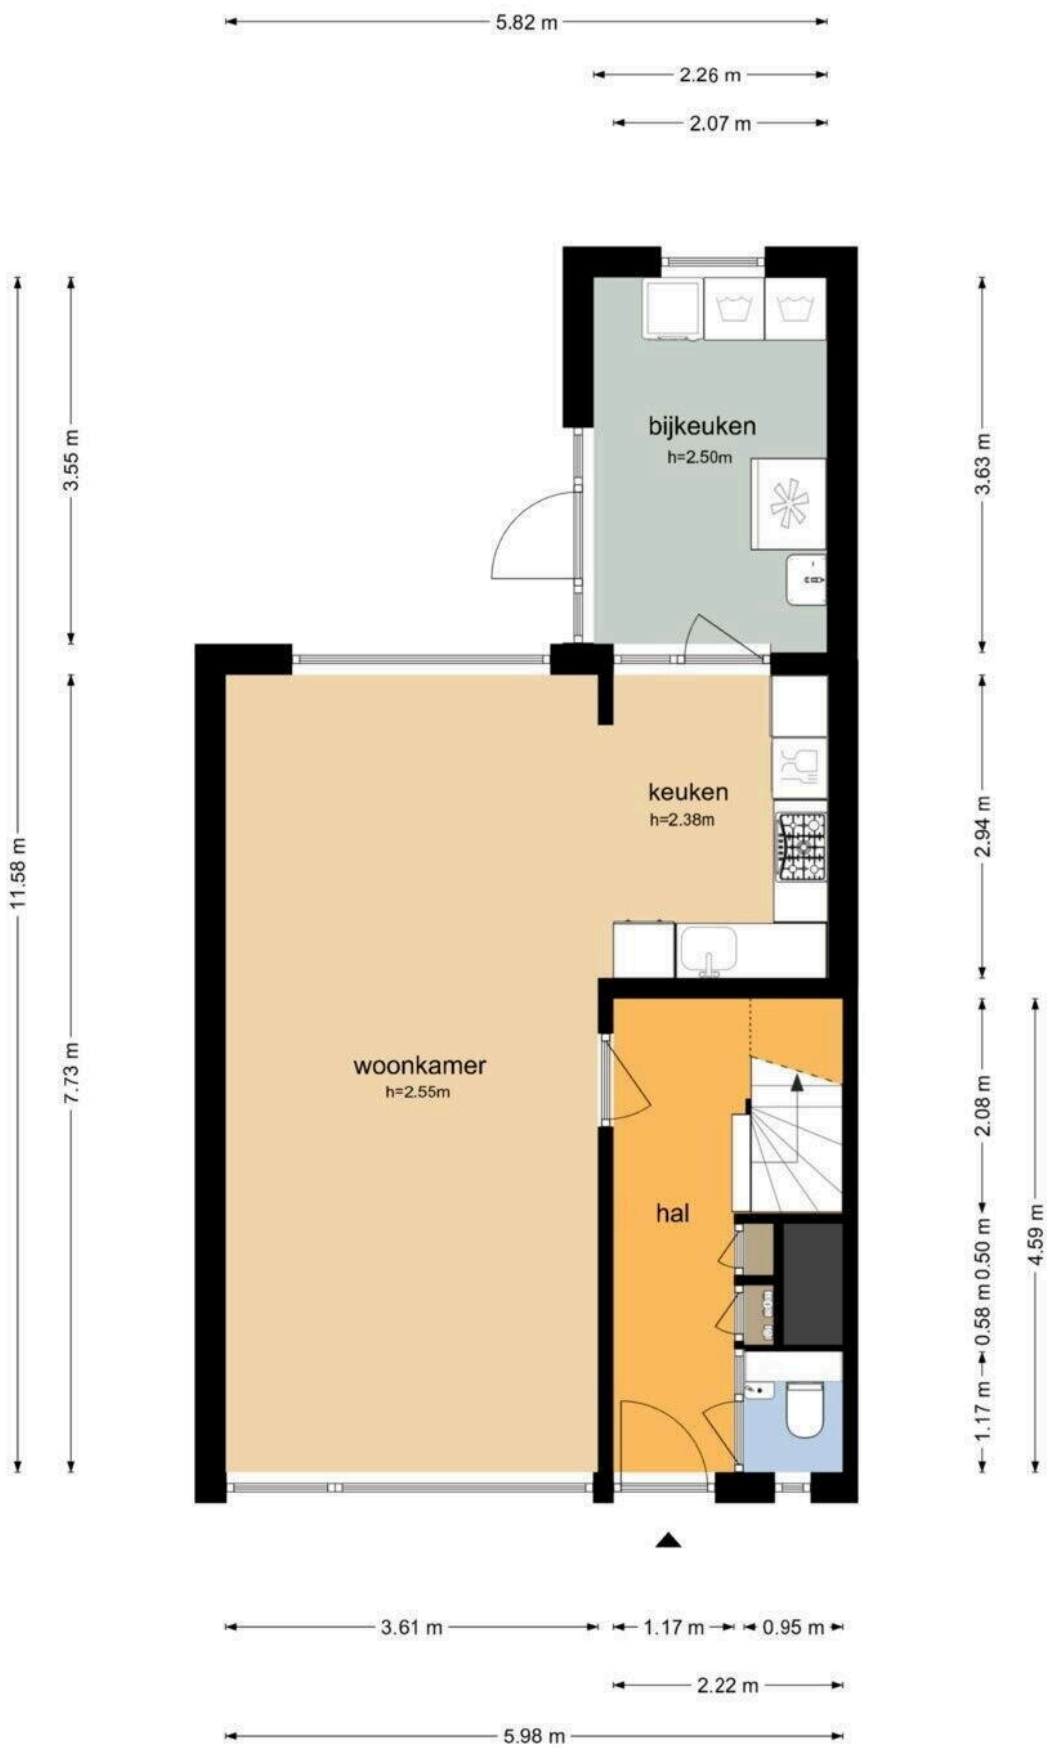 5.82 m
2.26 m
2.07 m
bijkeuken
h=2.50m
3.55 m
3.63 m
keuken
h=2.38m
2.94 m
11.58 m
7.73 m
woonkamer
h=2.55m
2.08 m
hal
0.50 m
4.59 m
0.58 m
1.17 m
3.61 m
1.17 m
0.95 m
2.22 m
5.98 m